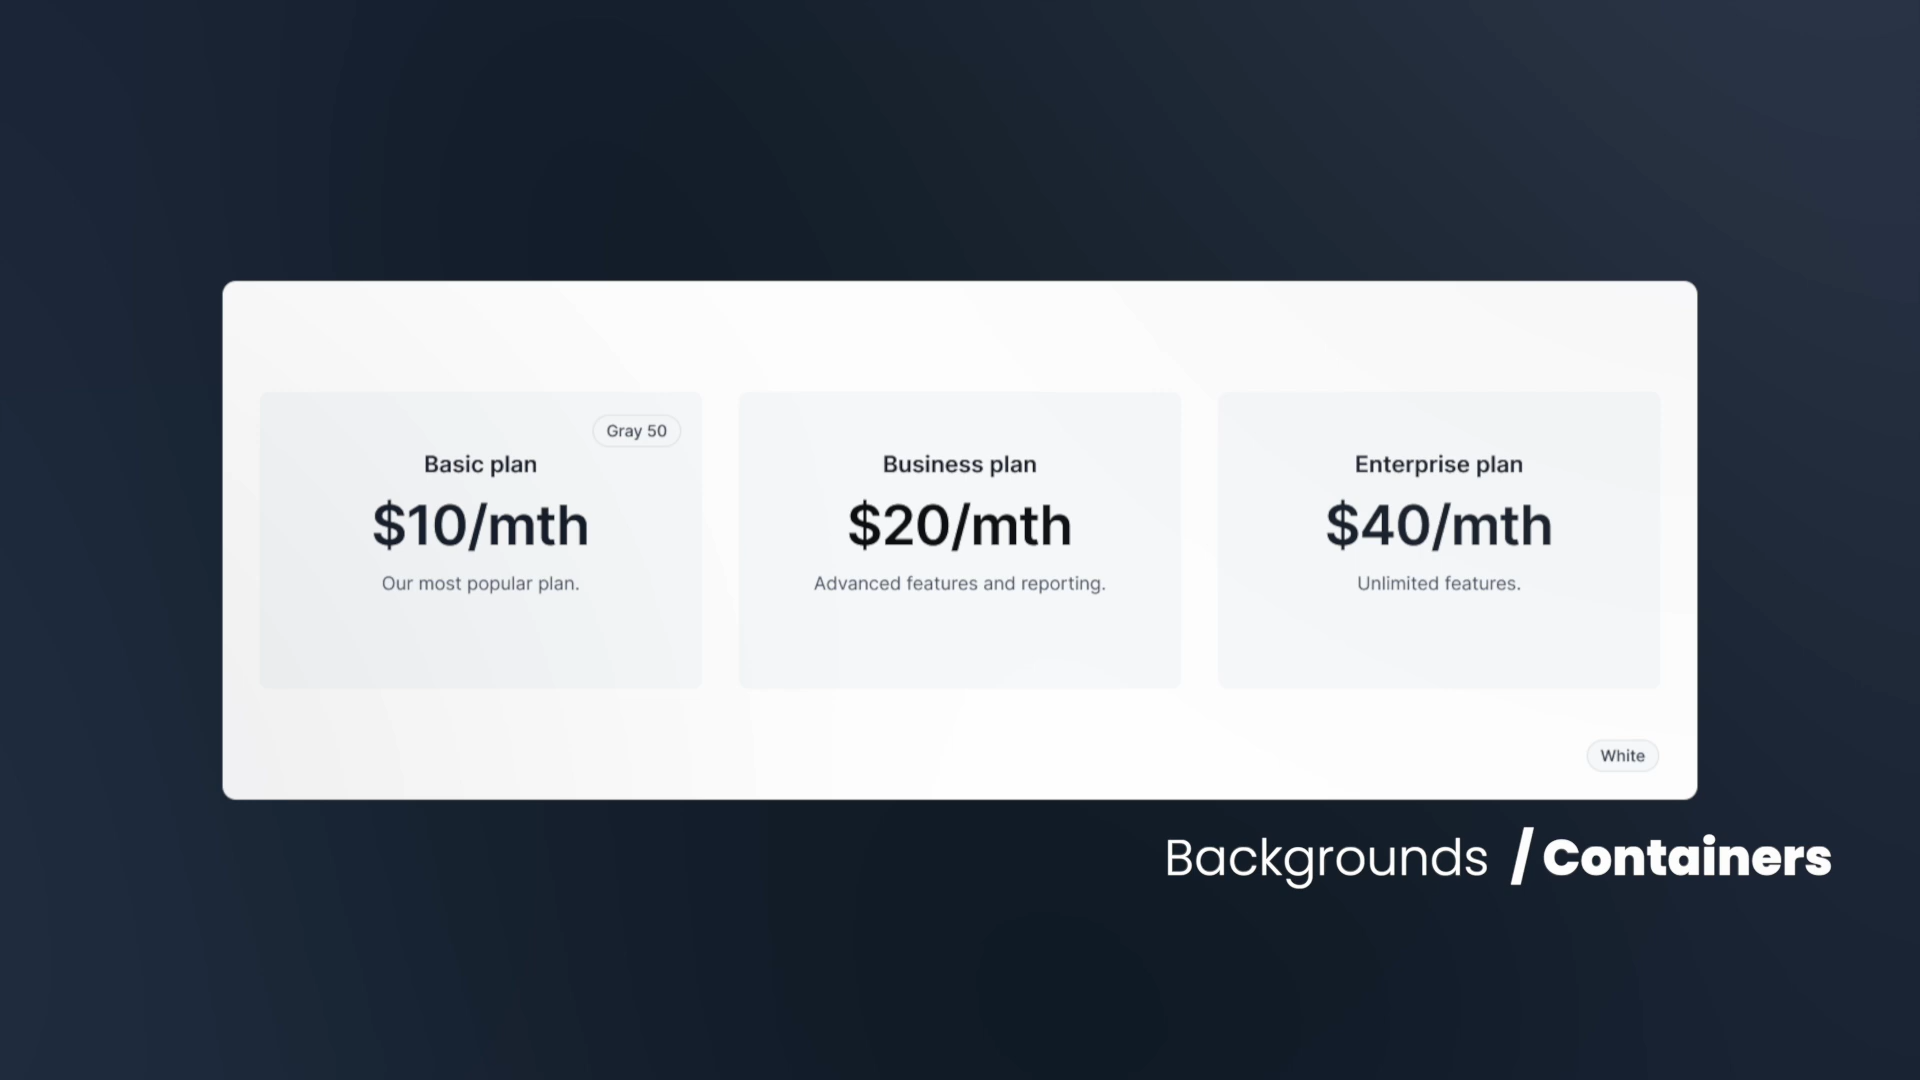 Gray 50
Basic plan
$10/mth
Our most popular plan.
Business plan
$20/mth
Advanced features and reporting.
Enterprise plan
$40/mth
Unlimited features.
White
Backgrounds / Containers